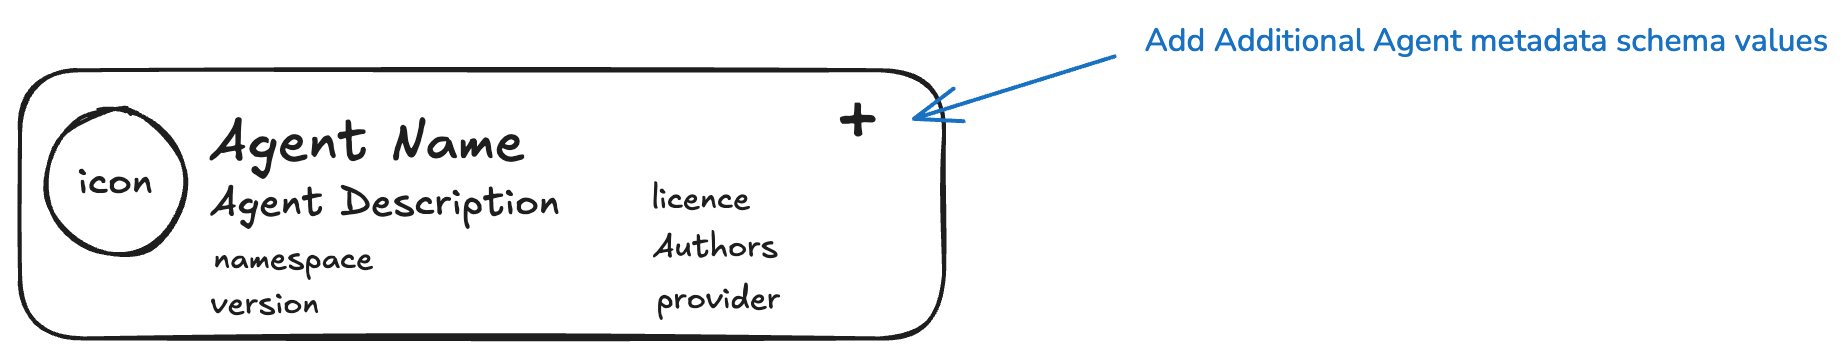 Add Additional Agent metadata schema values
+
Agent Name
icon
Agent Description
licence
namespace
Authors
version
provider